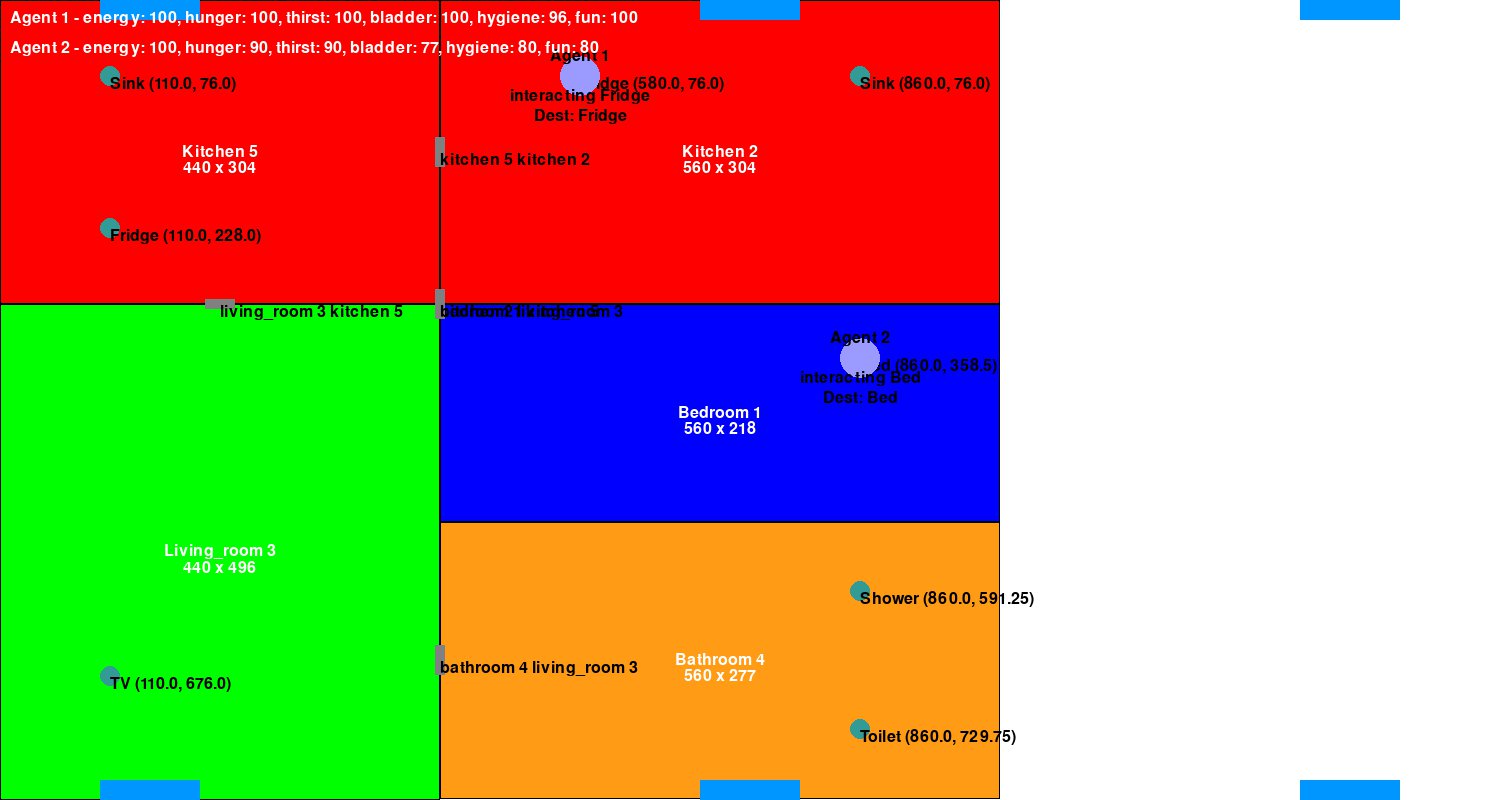 Agent 1 - energy: 100, hunger: 100, thirst: 100, bladder: 100, hygiene: 96, fun: 100
Agent 2 - energy: 100, hunger: 90, thirst: 90, bladder: 77, hygiene: 80, fun: 80
Agent 1
Sink (110.0, 76.0)
(580.0, 76.0)
Sink (860.0, 76.0)
interacting Fridge
Dest: Fridge
Kitchen 5
440 x 304
Kitchen 2
560 x 304
kitchen 5 kitchen 2
Fridge (110.0, 228.0)
living_room 3 kitchen 5
Agent 2
(860.0, 358.5)
interacting Bed
Dest: Bed
Bedroom 1
560 x 218
Living_room 3
440 x 496
Shower (860.0, 591.25)
bathroom 4 living_room 3
Bathroom 4
560 x 277
TV (110.0, 676.0)
Toilet (860.0, 729.75)